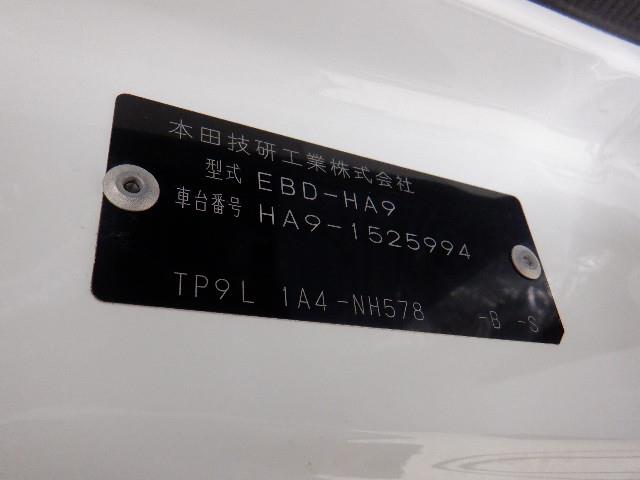 本田技研工業株式会社
型式 EBD-HA9
車台番号 HA9-1525994
TP9L 1A4-NH578 -B -S